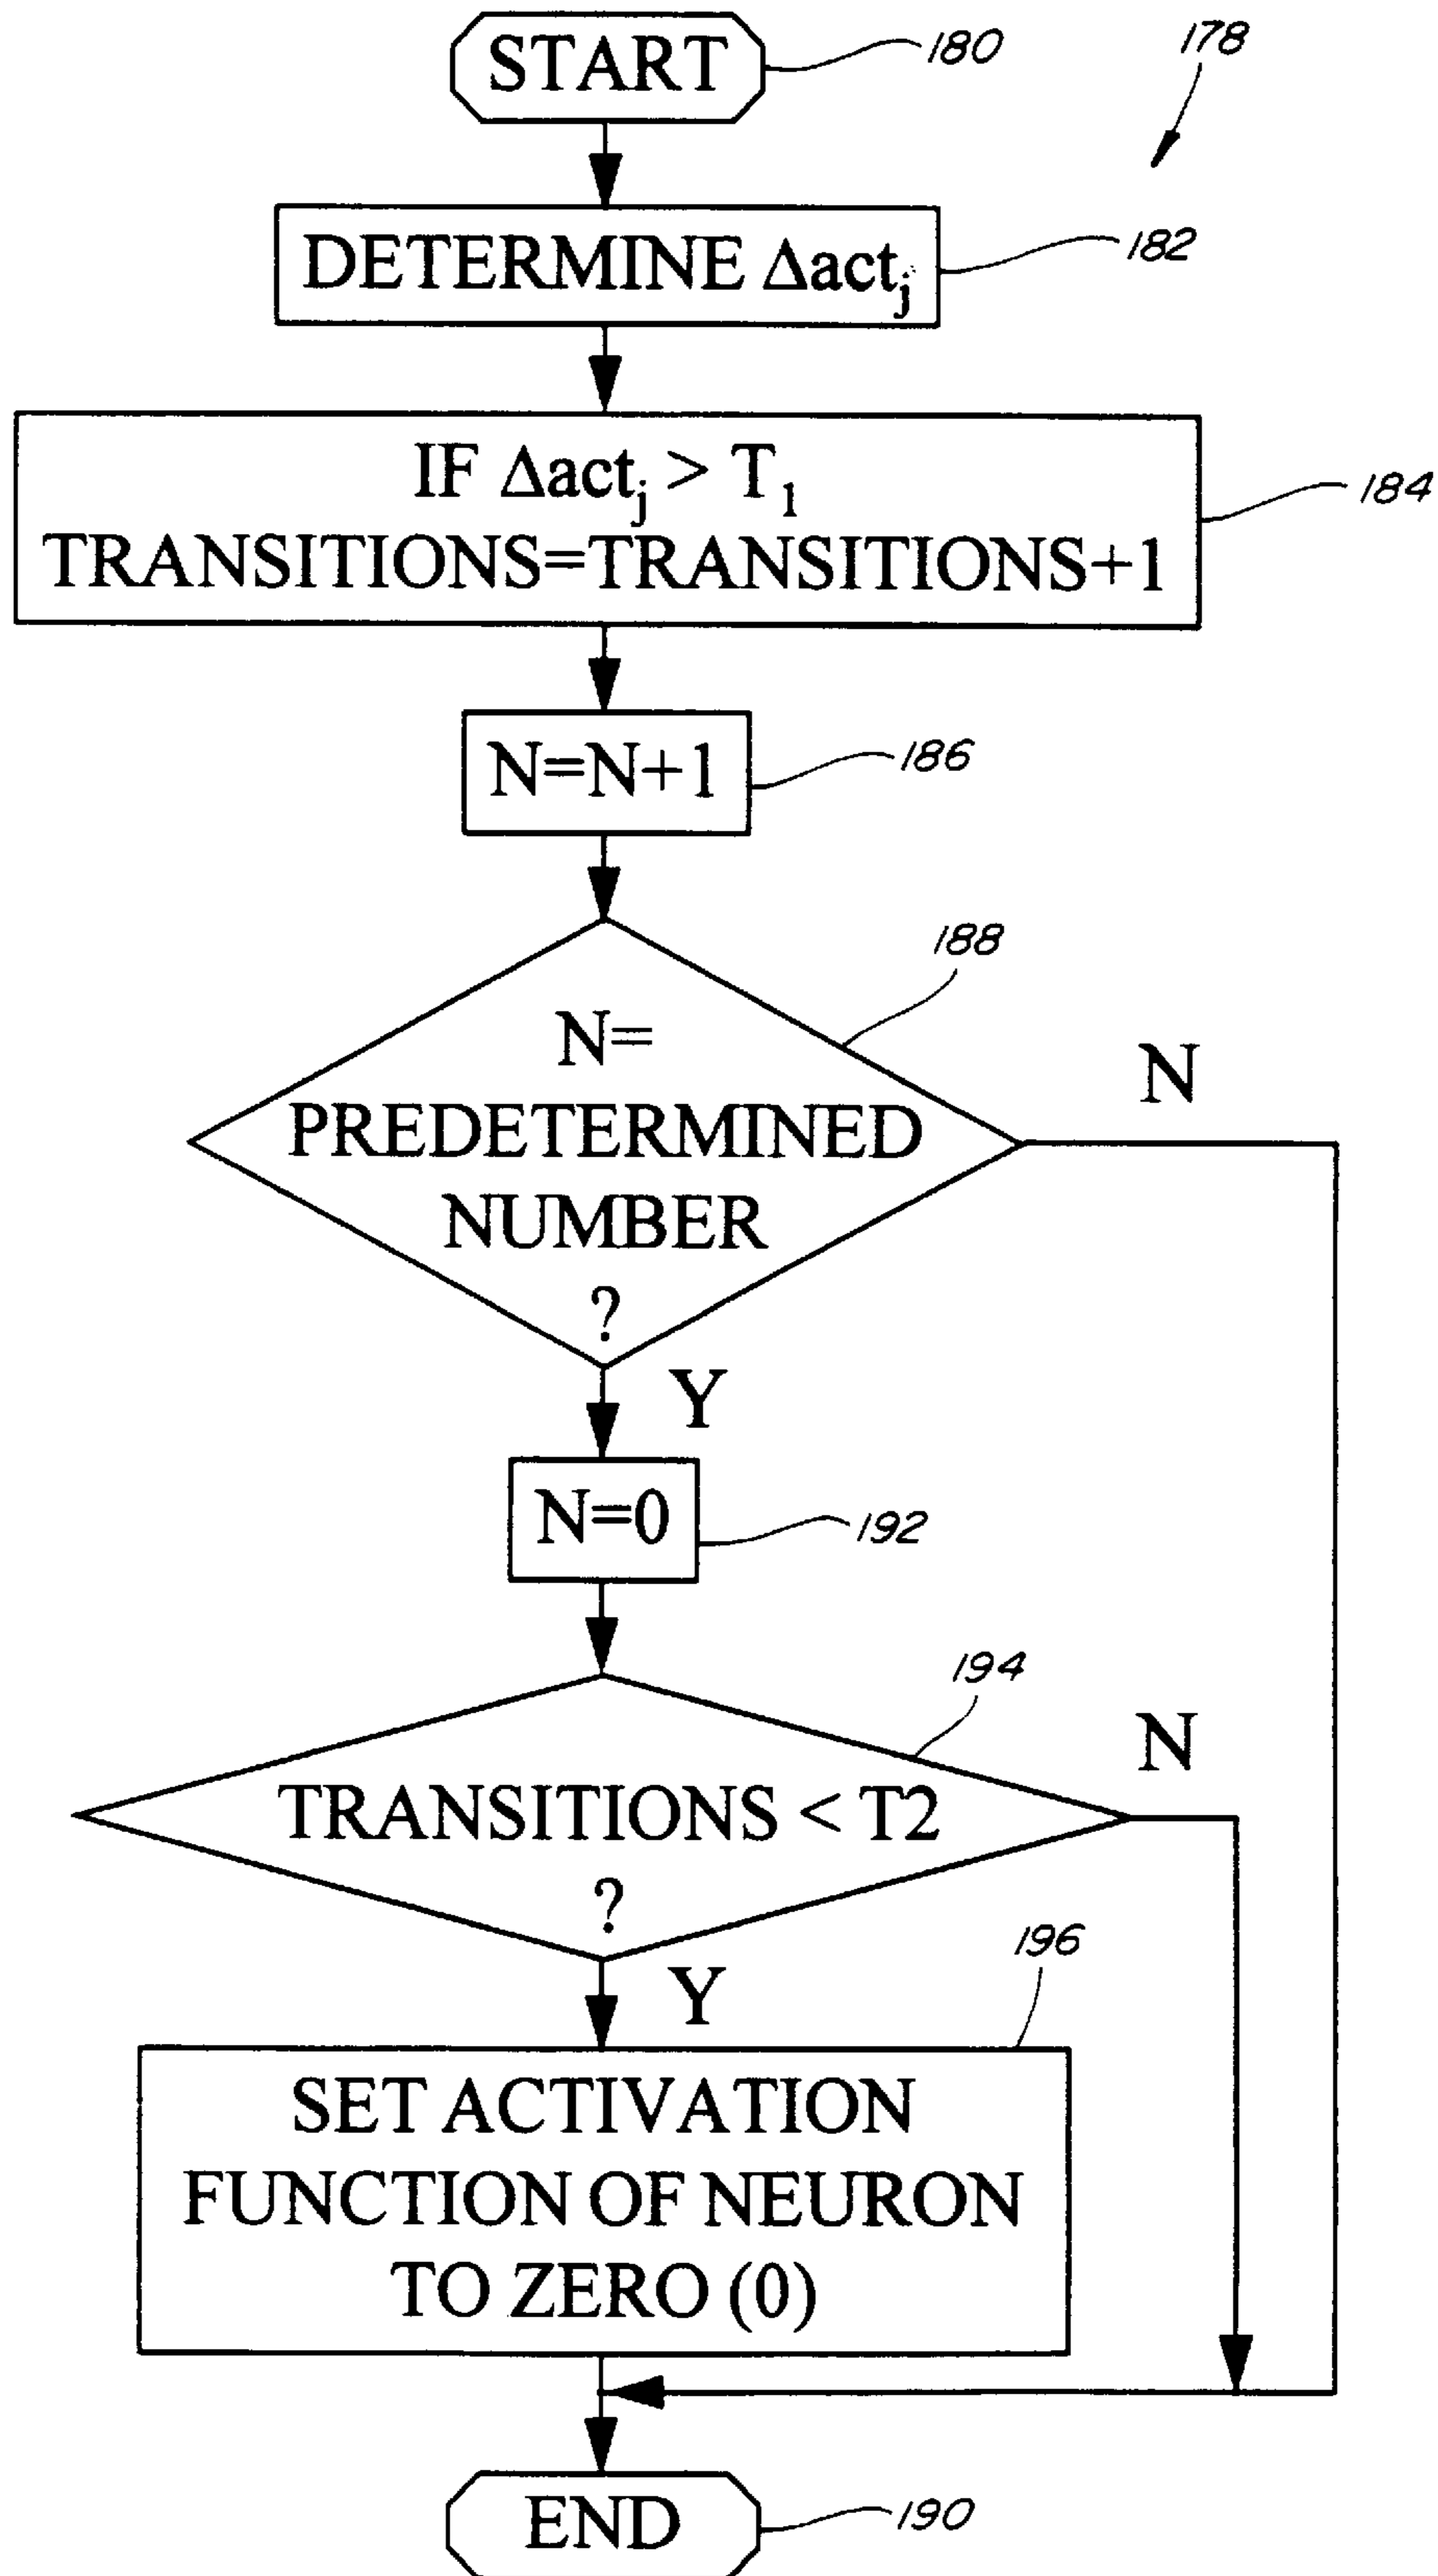 START
180
178
DETERMINE Δactⱼ
182
IF Δactⱼ > T₁
TRANSITIONS=TRANSITIONS+1
184
N=N+1
186
188
N=
PREDETERMINED
NUMBER
?
N
Y
N=0
192
194
TRANSITIONS < T2
?
N
Y
196
SET ACTIVATION
FUNCTION OF NEURON
TO ZERO (0)
END
190